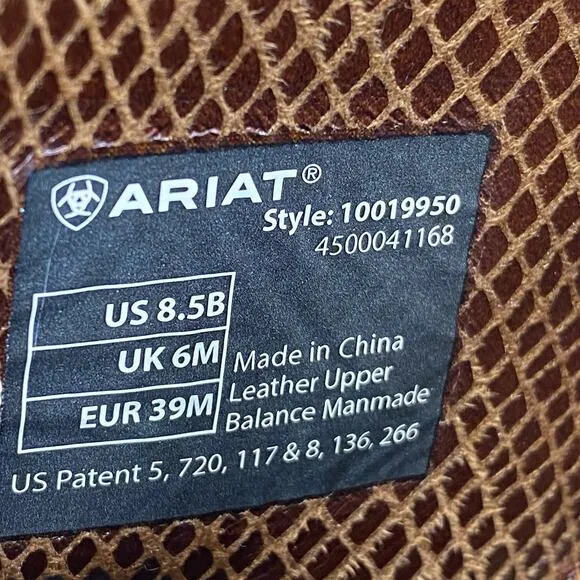 ARIAT®
Style: 10019950
4500041168
US 8.5B
UK 6M
EUR 39M
Made in China
Leather Upper
Balance Manmade
US Patent 5, 720, 117 & 8, 136, 266